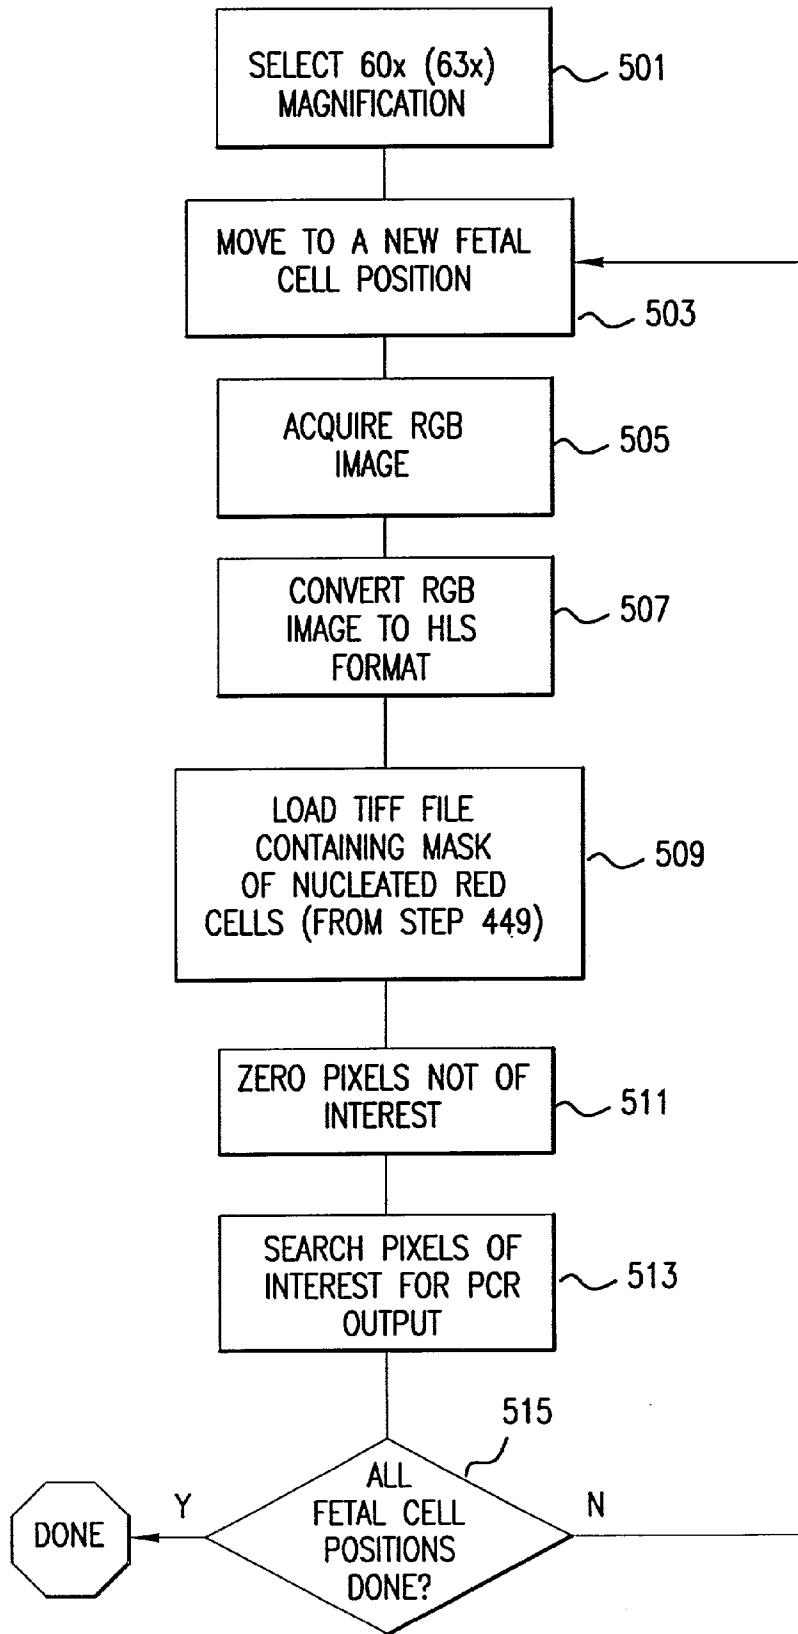 SELECT 60x (63x)
MAGNIFICATION
501
MOVE TO A NEW FETAL
CELL POSITION
503
ACQUIRE RGB
IMAGE
505
CONVERT RGB
IMAGE TO HLS
FORMAT
507
LOAD TIFF FILE
CONTAINING MASK
OF NUCLEATED RED
CELLS (FROM STEP 449)
509
ZERO PIXELS NOT OF
INTEREST
511
SEARCH PIXELS OF
INTEREST FOR PCR
OUTPUT
513
515
ALL
FETAL CELL
POSITIONS
DONE?
Y
N
DONE